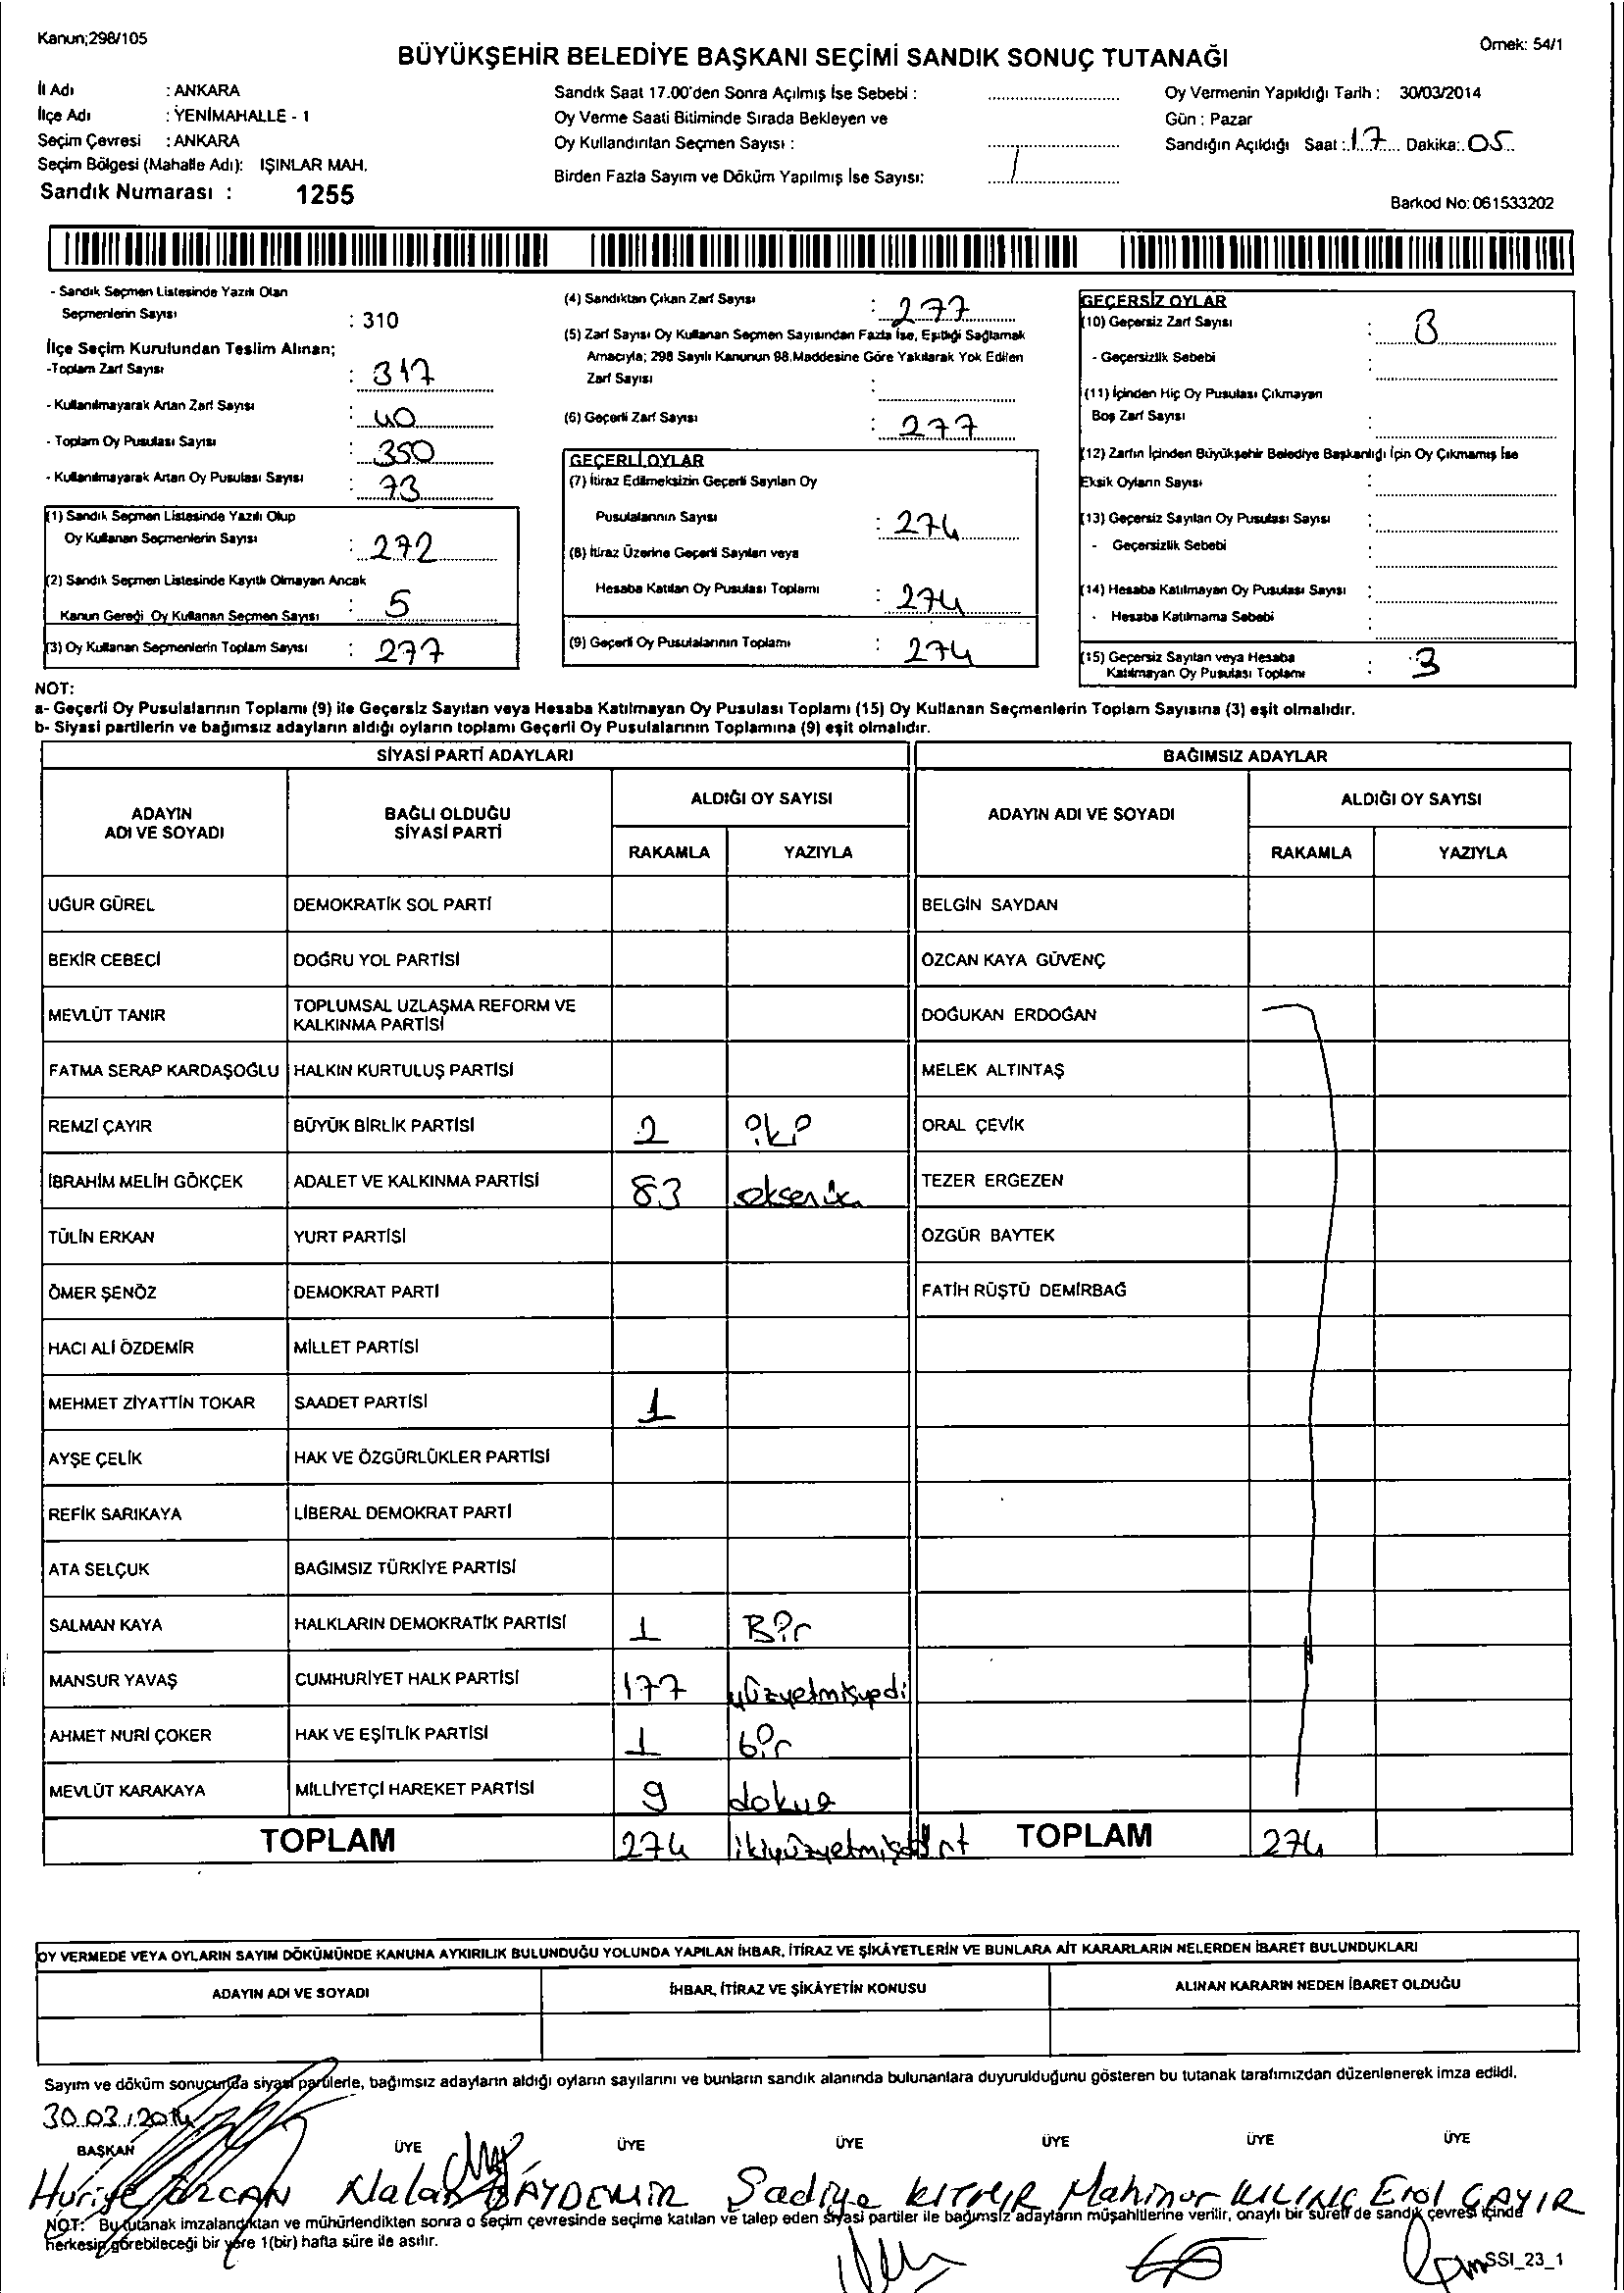 Kanun;298/105
Örnek: 54/1
BÜYÜKŞEHİR BELEDİYE BAŞKANI SEÇİMİ SANDIK SONUÇ TUTANAĞI
İl Adı : ANKARA
İlçe Adı : YENİMAHALLE - 1
Seçim Çevresi : ANKARA
Seçim Bölgesi (Mahalle Adı): IŞINLAR MAH.
Sandık Numarası : 1255
Sandık Saat 17.00'den Sonra Açılmış İse Sebebi :
Oy Verme Saati Bitiminde Sırada Bekleyen ve
Oy Kullandırılan Seçmen Sayısı :
Birden Fazla Sayım ve Döküm Yapılmış İse Sayısı:
Oy Vermenin Yapıldığı Tarih : 30/03/2014
Gün : Pazar
Sandığın Açıldığı Saat : 17 Dakika: 05
Barkod No: 061533202
- Sandık Seçmen Listesinde Yazılı Olan
Seçmenlerin Sayısı : 310
İlçe Seçim Kurulundan Teslim Alınan;
-Toplam Zarf Sayısı : 317
- Kullanılmayarak Artan Zarf Sayısı : 40
- Toplam Oy Pusulası Sayısı : 350
- Kullanılmayarak Artan Oy Pusulası Sayısı : 73
(1) Sandık Seçmen Listesinde Yazılı Olup
Oy Kullanan Seçmenlerin Sayısı : 272
(2) Sandık Seçmen Listesinde Kayıtlı Olmayan Ancak
Kanun Gereği Oy Kullanan Seçmen Sayısı : 5
(3) Oy Kullanan Seçmenlerin Toplam Sayısı : 277
(4) Sandıktan Çıkan Zarf Sayısı : 277
(5) Zarf Sayısı Oy Kullanan Seçmen Sayısından Fazla İse, Eşitliği Sağlamak
Amacıyla; 298 Sayılı Kanunun 98.Maddesine Göre Yakılarak Yok Edilen
Zarf Sayısı :
(6) Geçerli Zarf Sayısı : 277
GEÇERLİ OYLAR
(7) İtiraz Edilmeksizin Geçerli Sayılan Oy
Pusulalarının Sayısı : 274
(8) İtiraz Üzerine Geçerli Sayılan veya
Hesaba Katılan Oy Pusulası Toplamı : 274
(9) Geçerli Oy Pusulalarının Toplamı : 274
GEÇERSİZ OYLAR
(10) Geçersiz Zarf Sayısı : 3
- Geçersizlik Sebebi :
(11) İçinden Hiç Oy Pusulası Çıkmayan
Boş Zarf Sayısı :
(12) Zarfın İçinden Büyükşehir Belediye Başkanlığı İçin Oy Çıkmamış İse
Eksik Oyların Sayısı :
(13) Geçersiz Sayılan Oy Pusulası Sayısı :
- Geçersizlik Sebebi :
(14) Hesaba Katılmayan Oy Pusulası Sayısı :
- Hesaba Katılmama Sebebi :
(15) Geçersiz Sayılan veya Hesaba
Katılmayan Oy Pusulası Toplamı : 3
NOT:
a- Geçerli Oy Pusulalarının Toplamı (9) ile Geçersiz Sayılan veya Hesaba Katılmayan Oy Pusulası Toplamı (15) Oy Kullanan Seçmenlerin Toplam Sayısına (3) eşit olmalıdır.
b- Siyasi partilerin ve bağımsız adayların aldığı oyların toplamı Geçerli Oy Pusulalarının Toplamına (9) eşit olmalıdır.
SİYASİ PARTİ ADAYLARI BAĞIMSIZ ADAYLAR
ADAYIN ADI VE SOYADI BAĞLI OLDUĞU SİYASİ PARTİ ALDIĞI OY SAYISI ADAYIN ADI VE SOYADI ALDIĞI OY SAYISI
RAKAMLA YAZIYLA RAKAMLA YAZIYLA
UĞUR GÜREL DEMOKRATİK SOL PARTİ BELGİN SAYDAN
BEKİR CEBECİ DOĞRU YOL PARTİSİ ÖZCAN KAYA GÜVENÇ
MEVLÜT TANIR TOPLUMSAL UZLAŞMA REFORM VE KALKINMA PARTİSİ DOĞUKAN ERDOĞAN
FATMA SERAP KARDAŞOĞLU HALKIN KURTULUŞ PARTİSİ MELEK ALTINTAŞ
REMZİ ÇAYIR BÜYÜK BİRLİK PARTİSİ 2 iki ORAL ÇEVİK
İBRAHİM MELİH GÖKÇEK ADALET VE KALKINMA PARTİSİ 83 seksenüç TEZER ERGEZEN
TÜLİN ERKAN YURT PARTİSİ ÖZGÜR BAYTEK
ÖMER ŞENÖZ DEMOKRAT PARTİ FATİH RÜŞTÜ DEMİRBAĞ
HACI ALİ ÖZDEMİR MİLLET PARTİSİ
MEHMET ZİYATTİN TOKAR SAADET PARTİSİ 1
AYŞE ÇELİK HAK VE ÖZGÜRLÜKLER PARTİSİ
REFİK SARIKAYA LİBERAL DEMOKRAT PARTİ
ATA SELÇUK BAĞIMSIZ TÜRKİYE PARTİSİ
SALMAN KAYA HALKLARIN DEMOKRATİK PARTİSİ 1 Bir
MANSUR YAVAŞ CUMHURİYET HALK PARTİSİ 177 yüzyetmişyedi
AHMET NURİ ÇOKER HAK VE EŞİTLİK PARTİSİ 1 bir
MEVLÜT KARAKAYA MİLLİYETÇİ HAREKET PARTİSİ 9 dokuz
TOPLAM 274 ikiyüzyetmişdört TOPLAM 274
OY VERMEDE VEYA OYLARIN SAYIM DÖKÜMÜNDE KANUNA AYKIRILIK BULUNDUĞU YOLUNDA YAPILAN İHBAR, İTİRAZ VE ŞİKÂYETLERİN VE BUNLARA AİT KARARLARIN NELERDEN İBARET BULUNDUKLARI
ADAYIN ADI VE SOYADI İHBAR, İTİRAZ VE ŞİKÂYETİN KONUSU ALINAN KARARIN NEDEN İBARET OLDUĞU
Sayım ve döküm sonucunda siyasi partilerle, bağımsız adayların aldığı oyların sayılarını ve bunların sandık alanında bulunanlara duyurulduğunu gösteren bu tutanak tarafımızdan düzenlenerek imza edildi.
30.03.2014
BAŞKAN ÜYE ÜYE ÜYE ÜYE ÜYE ÜYE
Huriye ÖZCAN Nalan AYDEMİR Sadiye Mahinur KILINÇ Erol ÇAYIR
NOT: Bu tutanak imzalandıktan ve mühürlendikten sonra o seçim çevresinde seçime katılan ve talep eden siyasi partiler ile bağımsız adayların müşahitlerine verilir, onaylı bir sureti de sandık çevresi içinde
herkesin görebileceği bir yere 1(bir) hafta süre ile asılır.
SSI_23_1